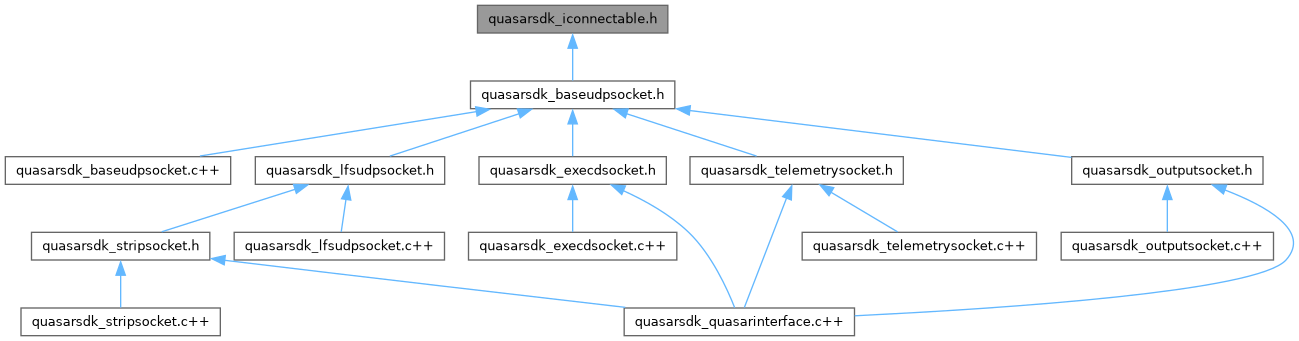 quasarsdk_iconnectable.h
quasarsdk_baseudpsocket.h
quasarsdk_baseudpsocket.c++
quasarsdk_lfsudpsocket.h
quasarsdk_execdsocket.h
quasarsdk_telemetrysocket.h
quasarsdk_outputsocket.h
quasarsdk_stripsocket.h
quasarsdk_lfsudpsocket.c++
quasarsdk_execdsocket.c++
quasarsdk_telemetrysocket.c++
quasarsdk_outputsocket.c++
quasarsdk_stripsocket.c++
quasarsdk_quasarinterface.c++